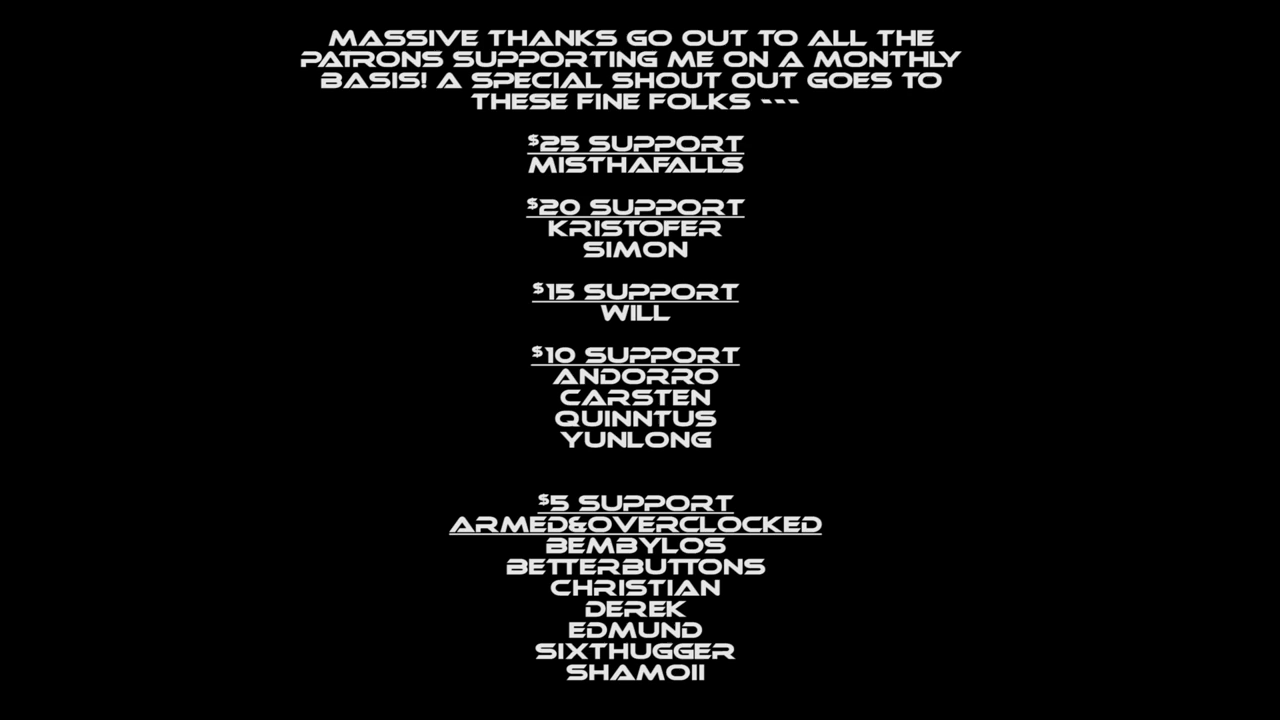 MASSIVE THANKS GO OUT TO ALL THE
PATRONS SUPPORTING ME ON A MONTHLY
BASIS! A SPECIAL SHOUT OUT GOES TO
THESE FINE FOLKS ---
$25 SUPPORT
MISTHAFALLS
$20 SUPPORT
KRISTOFER
SIMON
$15 SUPPORT
WILL
$10 SUPPORT
ANDORRO
CARSTEN
QUINNTUS
YUNLONG
$5 SUPPORT
ARMED&OVERCLOCKED
BEMBYLOS
BETTERBUTTONS
CHRISTIAN
DEREK
EDMUND
SIXTHUGGER
SHAMOII